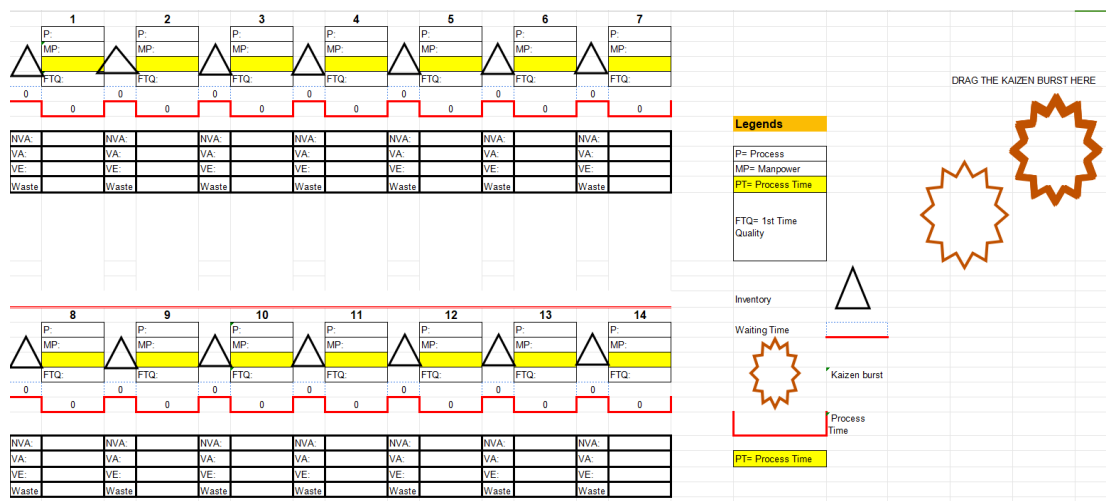 1 2 3 4 5 6 7
P: P: P: P: P: P: P:
MP: MP: MP: MP: MP: MP: MP:
FTQ: FTQ: FTQ: FTQ: FTQ: FTQ: FTQ:
DRAG THE KAIZEN BURST HERE
0 0 0 0 0 0 0
0 0 0 0 0 0 0
Legends
NVA: NVA: NVA: NVA: NVA: NVA: NVA:
VA: VA: VA: VA: VA: VA: VA:
VE: VE: VE: VE: VE: VE: VE:
Waste Waste Waste Waste Waste Waste Waste
P= Process
MP= Manpower
PT= Process Time
FTQ= 1st Time
Quality
Inventory
Waiting Time
Kaizen burst
Process
Time
PT= Process Time
8 9 10 11 12 13 14
P: P: P: P: P: P: P:
MP: MP: MP: MP: MP: MP: MP:
FTQ: FTQ: FTQ: FTQ: FTQ: FTQ: FTQ:
0 0 0 0 0 0 0
0 0 0 0 0 0 0
NVA: NVA: NVA: NVA: NVA: NVA: NVA:
VA: VA: VA: VA: VA: VA: VA:
VE: VE: VE: VE: VE: VE: VE:
Waste Waste Waste Waste Waste Waste Waste